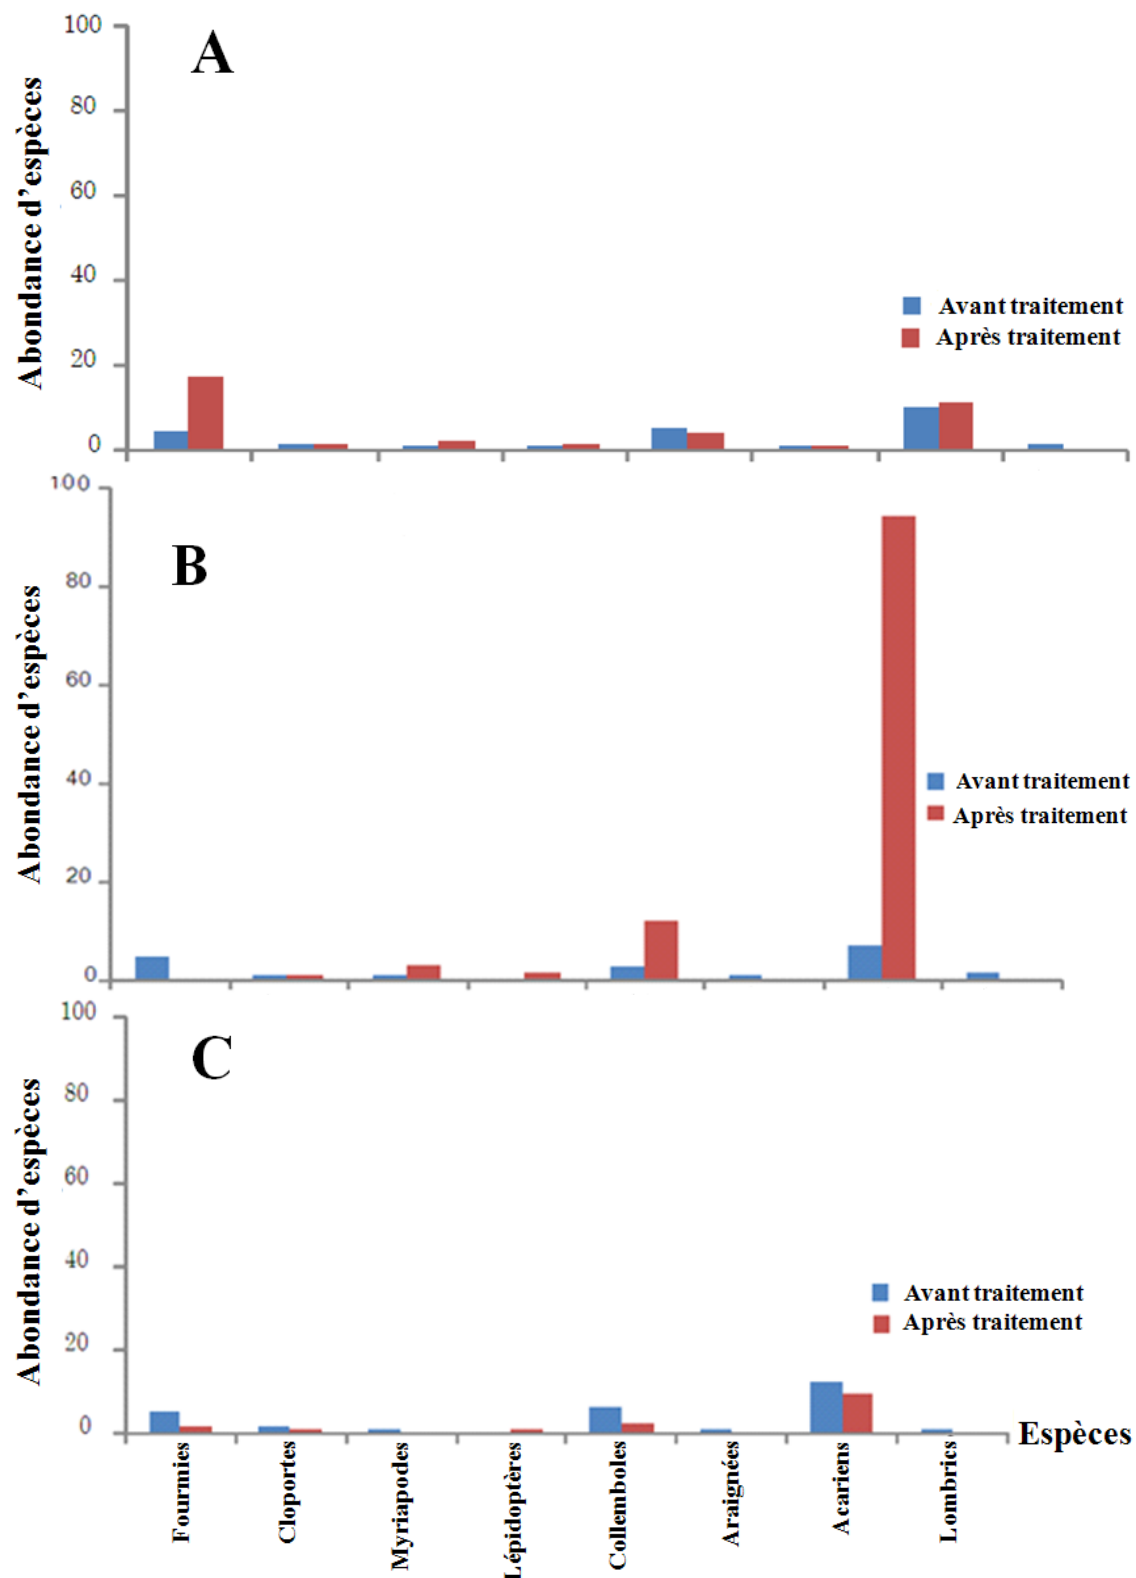 A
Abondance d'espèces
100
80
60
40
20
0
Avant traitement
Après traitement
B
Abondance d'espèces
100
80
60
40
20
0
Avant traitement
Après traitement
C
Abondance d'espèces
100
80
60
40
20
0
Avant traitement
Après traitement
Espèces
Fourmies
Cloportes
Myriapodes
Lépidoptères
Collemboles
Araignées
Acariens
Lombrics